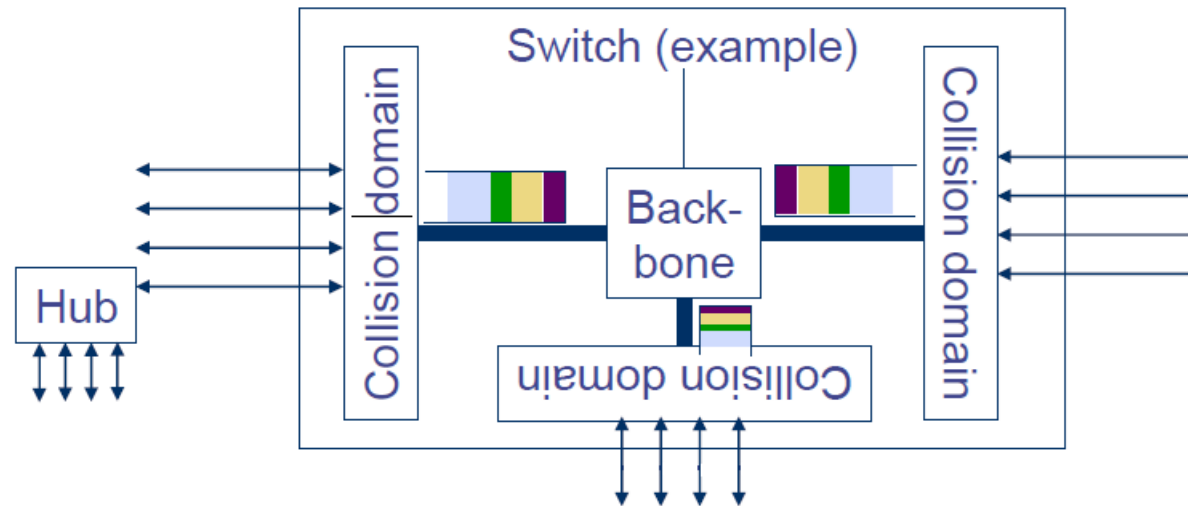 Switch (example)
Collision domain
Back-
bone
Collision domain
Hub
Collision domain